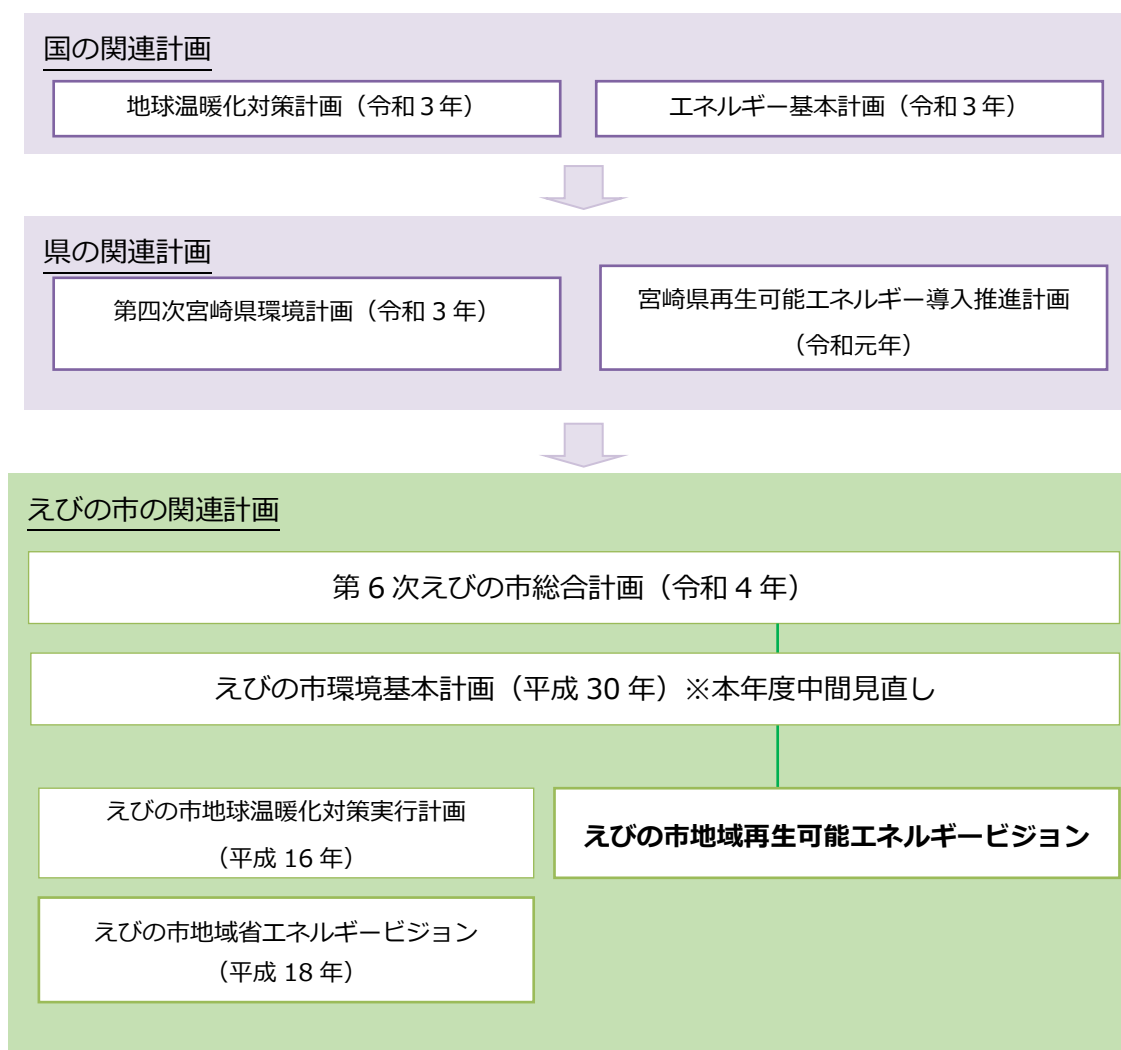 国の関連計画
地球温暖化対策計画（令和３年）
エネルギー基本計画（令和３年）
県の関連計画
第四次宮崎県環境計画（令和 3 年）
宮崎県再生可能エネルギー導入推進計画
（令和元年）
えびの市の関連計画
第 6 次えびの市総合計画（令和 4 年）
えびの市環境基本計画（平成 30 年）※本年度中間見直し
えびの市地球温暖化対策実行計画
（平成 16 年）
えびの市地域再生可能エネルギービジョン
えびの市地域省エネルギービジョン
（平成 18 年）